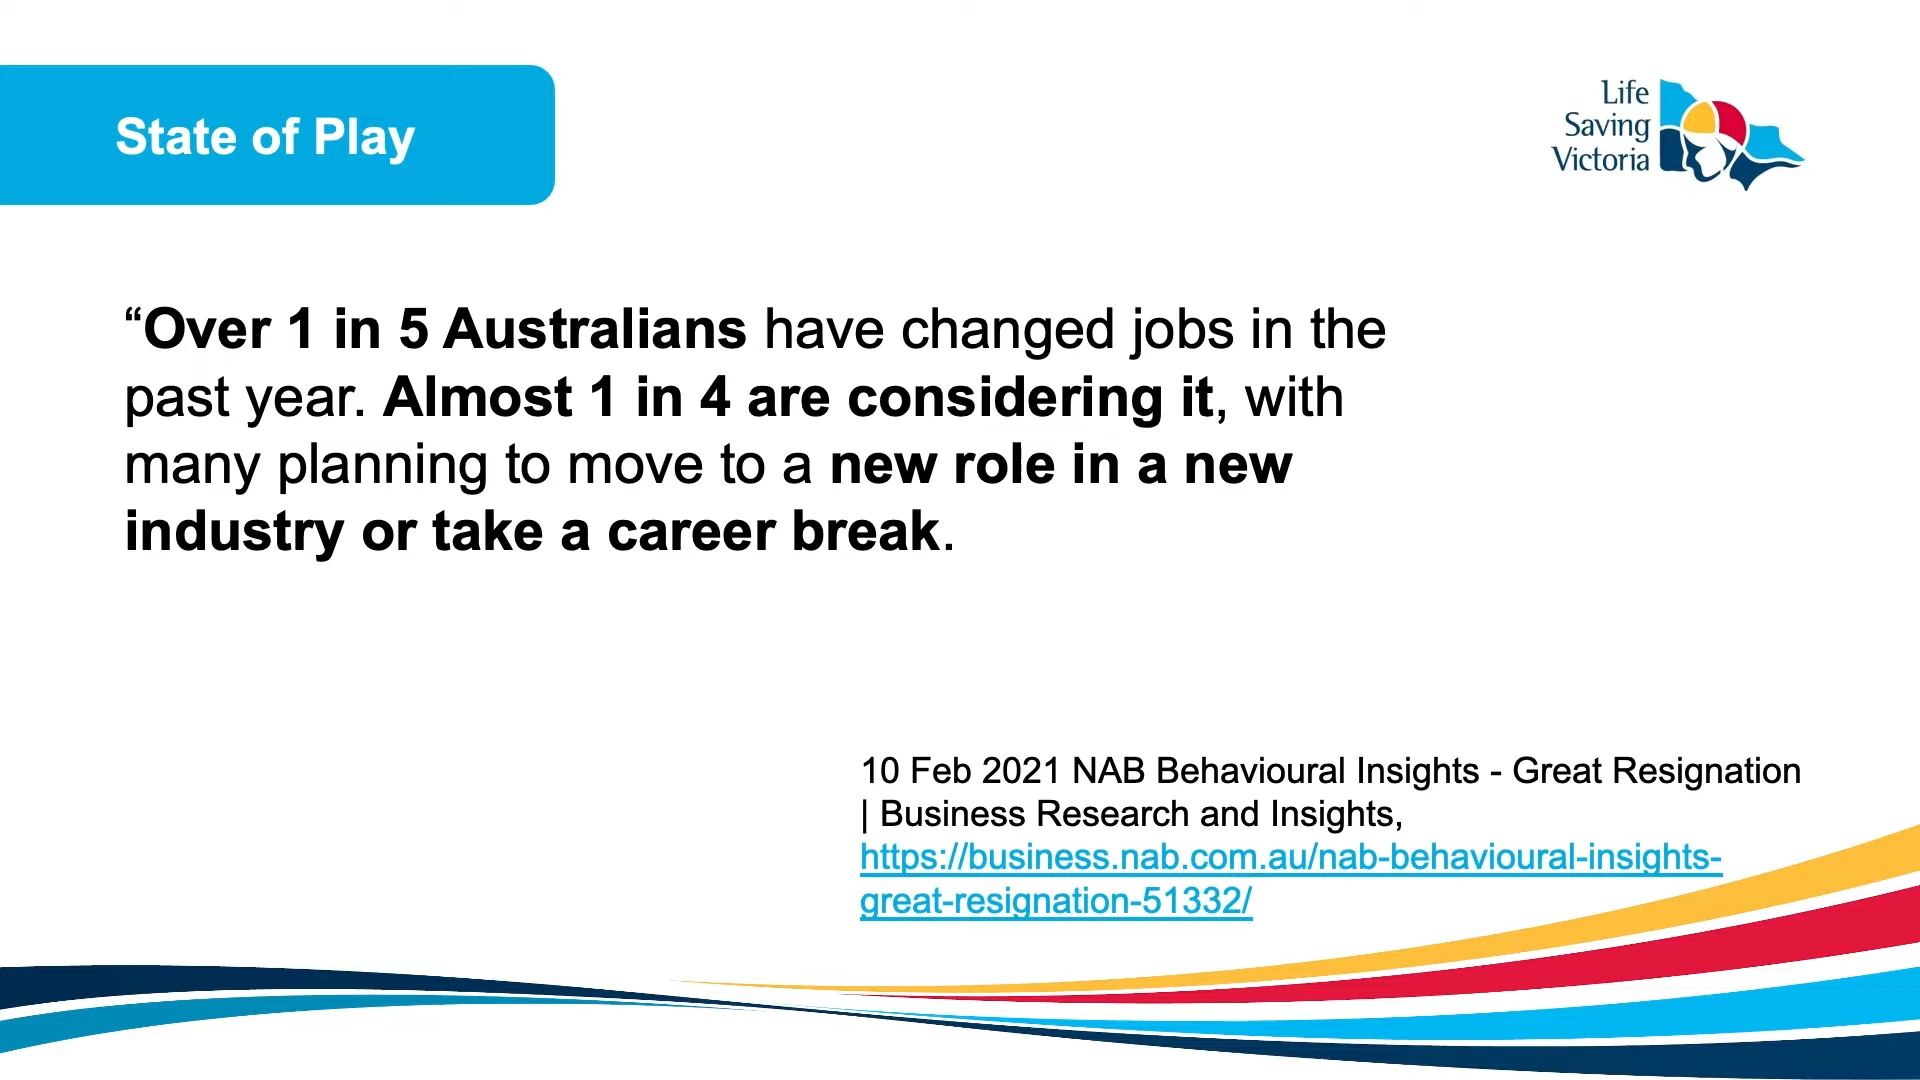 State of Play
Life
Saving
Victoria
“Over 1 in 5 Australians have changed jobs in the
past year. Almost 1 in 4 are considering it, with
many planning to move to a new role in a new
industry or take a career break.
10 Feb 2021 NAB Behavioural Insights - Great Resignation
| Business Research and Insights,
https://business.nab.com.au/nab-behavioural-insights-
great-resignation-51332/